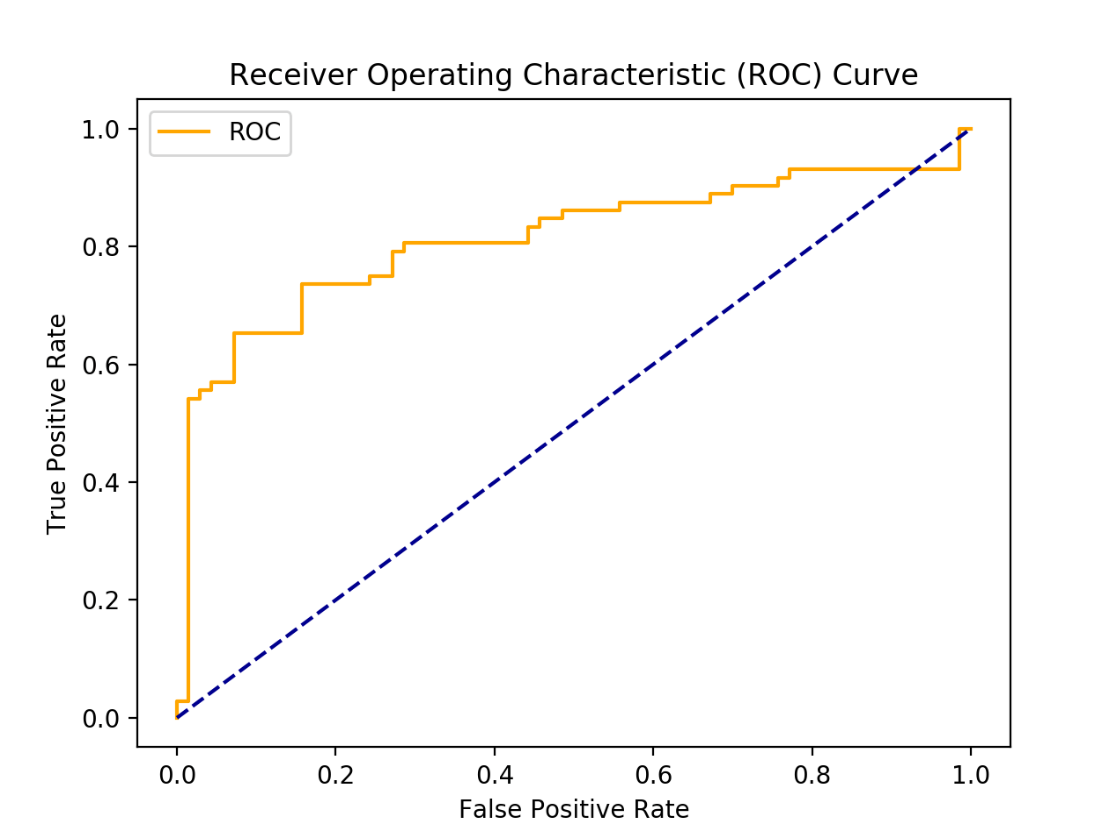 Receiver Operating Characteristic (ROC) Curve
ROC
1.0
0.8
0.6
0.4
0.2
0.0
True Positive Rate
0.0 0.2 0.4 0.6 0.8 1.0
False Positive Rate